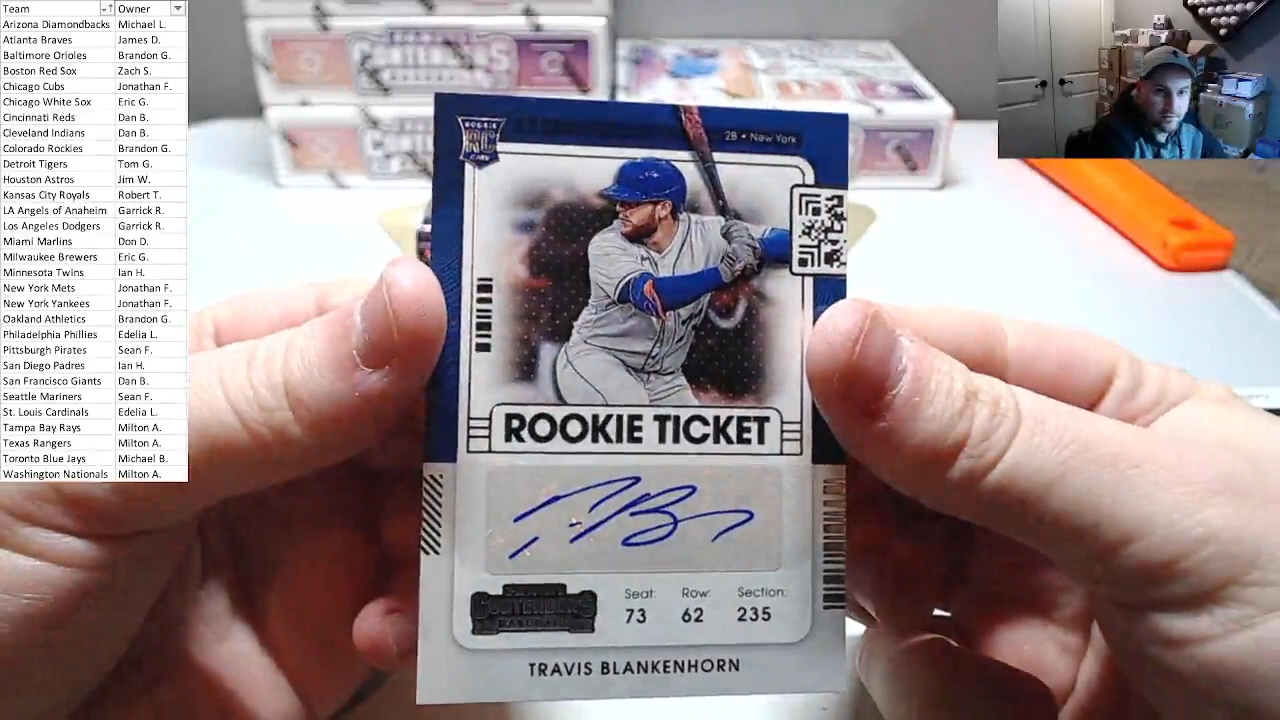 Team Owner
Arizona Diamondbacks Michael L.
Atlanta Braves James D.
Baltimore Orioles Brandon G.
Boston Red Sox Zach S.
Chicago Cubs Jonathan F.
Chicago White Sox Eric G.
Cincinnati Reds Dan B.
Cleveland Indians Dan B.
Colorado Brandon G.
Detroit Tigers Tom G.
Houston Astros Jim W.
Kansas City Royals Robert T.
LA Angels of Anaheim Garrick R.
Los Angeles Dodgers Garrick R.
Miami Marlins Don D.
Milwaukee Brewers Eric G.
Minnesota Twins Ian H.
New York Mets Jonathan F.
New York Yankees Jonathan F.
Oakland Athletics Brandon G.
Philadelphia Phillies Edelia L.
Pittsburgh Pirates Sean F.
San Diego Padres Ian H.
San Francisco Giants Dan B.
Seattle Mariners Sean F.
St. Louis Cardinals Edelia L.
Tampa Bay Rays Milton A.
Texas Rangers Milton A.
Toronto Blue Jays Michael B.
Washington Nationals Milton A.
CONTENDERS
ROOKIE
RC
CARD
2B • New York
ROOKIE TICKET
Seat: Row: Section:
73 62 235
CONTENDERS
BASEBALL
TRAVIS BLANKENHORN